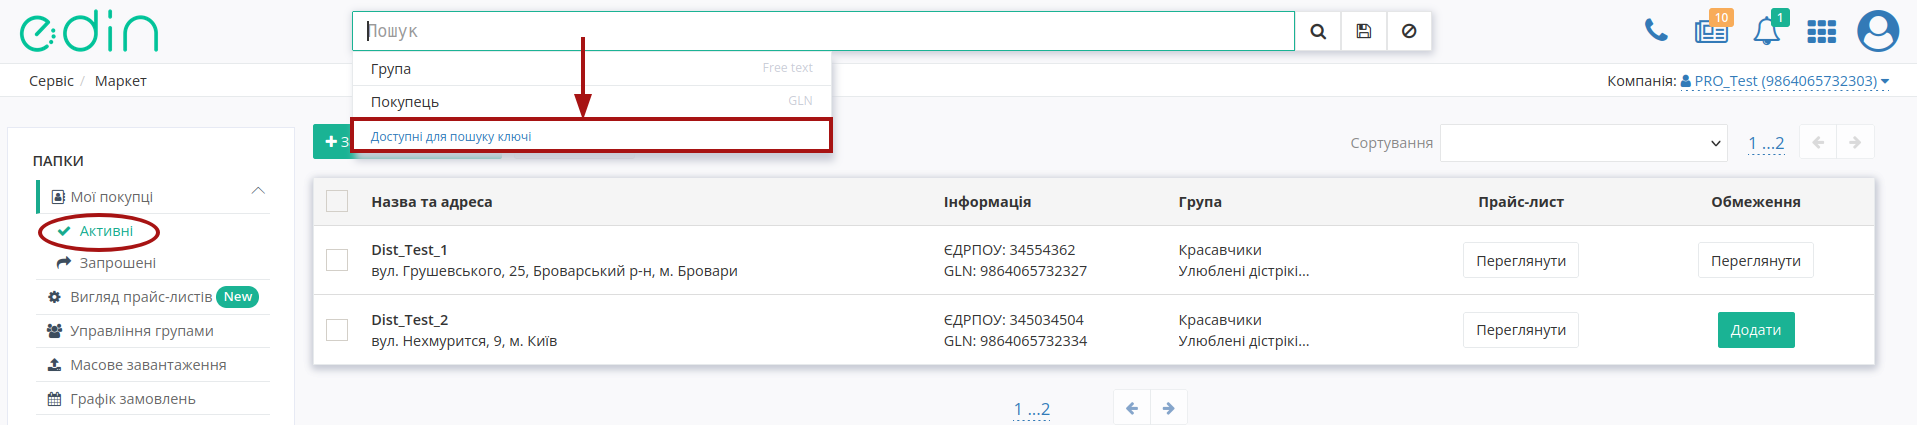 edin
Пошук
10
1
Сервіс / Маркет
Компанія: PRO_Test (9864065732303)
Група Free text
Покупець GLN
Доступні для пошуку ключі
З
Сортування
1 ...2
ПАПКИ
Мої покупці
Активні
Запрошені
Вигляд прайс-листів New
Управління групами
Масове завантаження
Графік замовлень
Назва та адреса Інформація Група Прайс-лист Обмеження
Dist_Test_1 ЄДРПОУ: 34554362 Красавчики Переглянути Переглянути
вул. Грушевського, 25, Броварський р-н, м. Бровари GLN: 9864065732327 Улюблені дістрікі...
Dist_Test_2 ЄДРПОУ: 345034504 Красавчики Переглянути Додати
вул. Нехмурится, 9, м. Київ GLN: 9864065732334 Улюблені дістрікі...
1 ...2